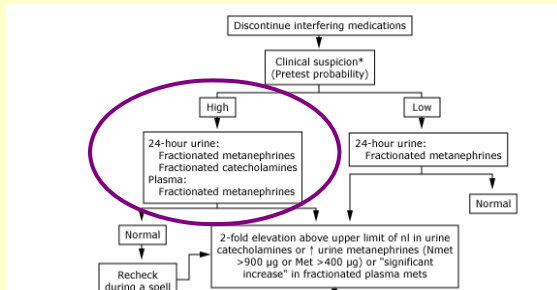 Discontinue interfering medications
Clinical suspicion*
(Pretest probability)
High
Low
24-hour urine:
Fractionated metanephrines
Fractionated catecholamines
Plasma:
Fractionated metanephrines
24-hour urine:
Fractionated metanephrines
Normal
Normal
2-fold elevation above upper limit of nl in urine
catecholamines or ↑ urine metanephrines (Nmet
>900 µg or Met >400 µg) or "significant
increase" in fractionated plasma mets
Recheck
during a spell